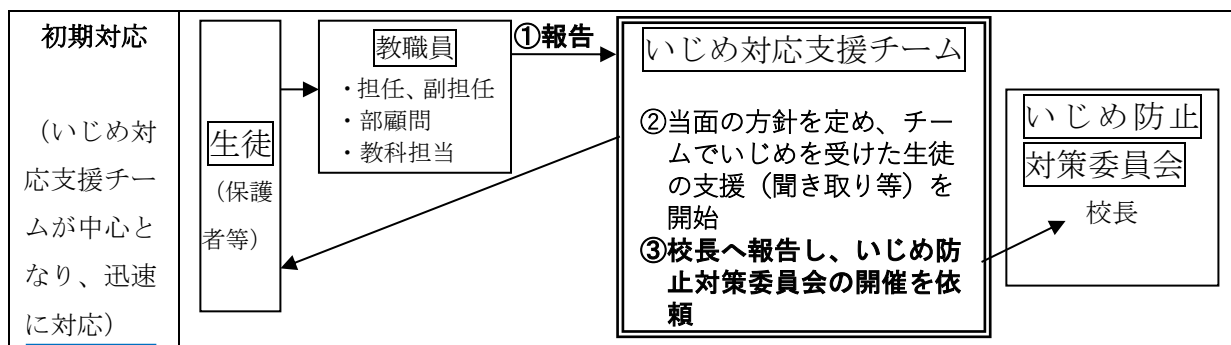 初期対応
（いじめ対
応支援チー
ムが中心と
なり、迅速
に対応）
生徒
（保護
者等）
教職員
・担任、副担任
・部顧問
・教科担当
①報告
いじめ対応支援チーム
②当面の方針を定め、チー
ムでいじめを受けた生徒
の支援（聞き取り等）を
開始
③校長へ報告し、いじめ防
止対策委員会の開催を依
頼
いじめ防止
対策委員会
校長